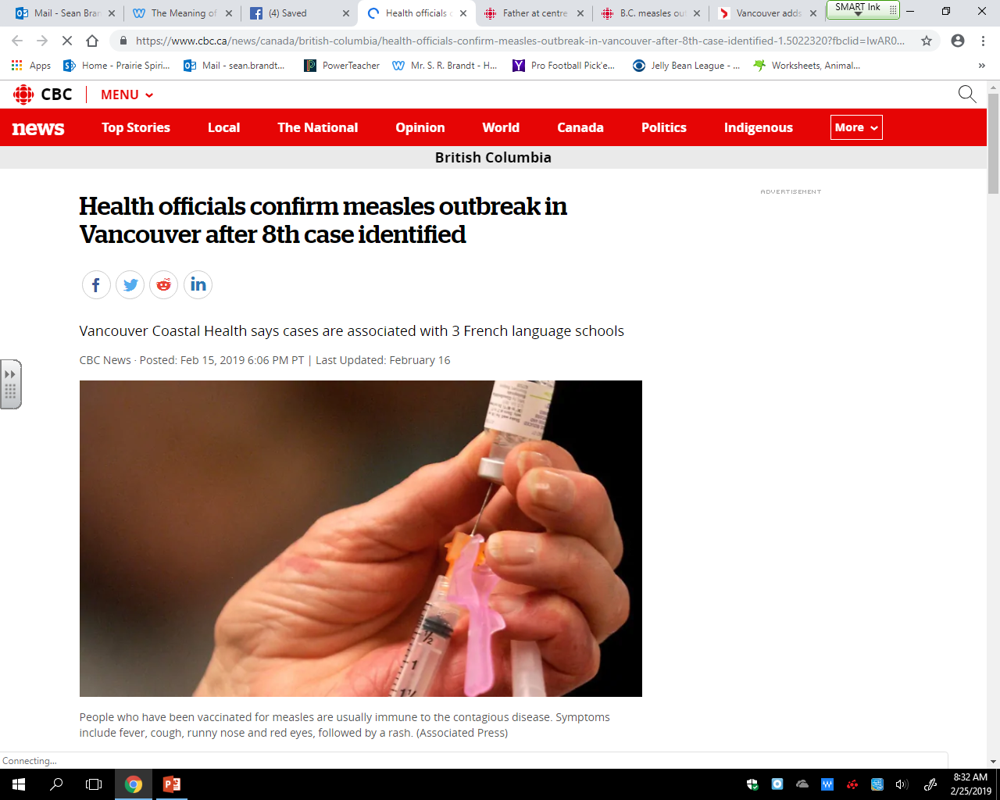 Mail - Sean Bran
The Meaning of
(4) Saved
Health officials c
Father at centre
B.C. measles out
Vancouver adds
SMART Ink
https://www.cbc.ca/news/canada/british-columbia/health-officials-confirm-measles-outbreak-in-vancouver-after-8th-case-identified-1.5022320?fbclid=IwAR0...
Apps
Home - Prairie Spiri...
Mail - sean.brandt...
PowerTeacher
Mr. S. R. Brandt - H...
Pro Football Pick'e...
Jelly Bean League - ...
Worksheets, Animal...
»
CBC
MENU
news
Top Stories
Local
The National
Opinion
World
Canada
Politics
Indigenous
More
British Columbia
ADVERTISEMENT
Health officials confirm measles outbreak in
Vancouver after 8th case identified
Vancouver Coastal Health says cases are associated with 3 French language schools
CBC News · Posted: Feb 15, 2019 6:06 PM PT | Last Updated: February 16
1/2
1
1½
People who have been vaccinated for measles are usually immune to the contagious disease. Symptoms
include fever, cough, runny nose and red eyes, followed by a rash. (Associated Press)
Connecting...
8:32 AM
2/25/2019